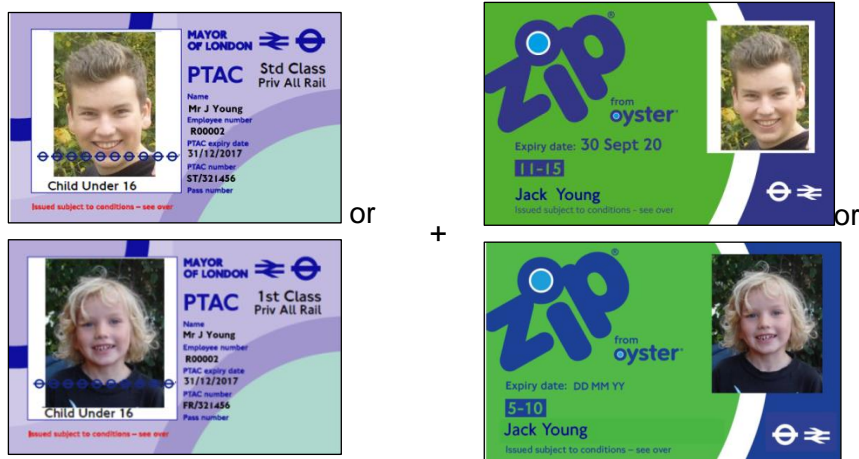 MAYOR
OF LONDON
PTAC Std Class
Priv All Rail
Name
Mr J Young
Employee number
R00002
PTAC expiry date
31/12/2017
PTAC number
ST/321456
Pass number
Child Under 16
Issued subject to conditions – see over
or
MAYOR
OF LONDON
PTAC 1st Class
Priv All Rail
Name
Mr J Young
Employee number
R00002
PTAC expiry date
31/12/2017
PTAC number
FR/321456
Pass number
Child Under 16
Issued subject to conditions – see over
+
zip®
from
oyster™
Expiry date: 30 Sept 20
11-15
Jack Young
Issued subject to conditions - see over
or
zip®
from
oyster™
Expiry date: DD MM YY
5-10
Jack Young
Issued subject to conditions – see over